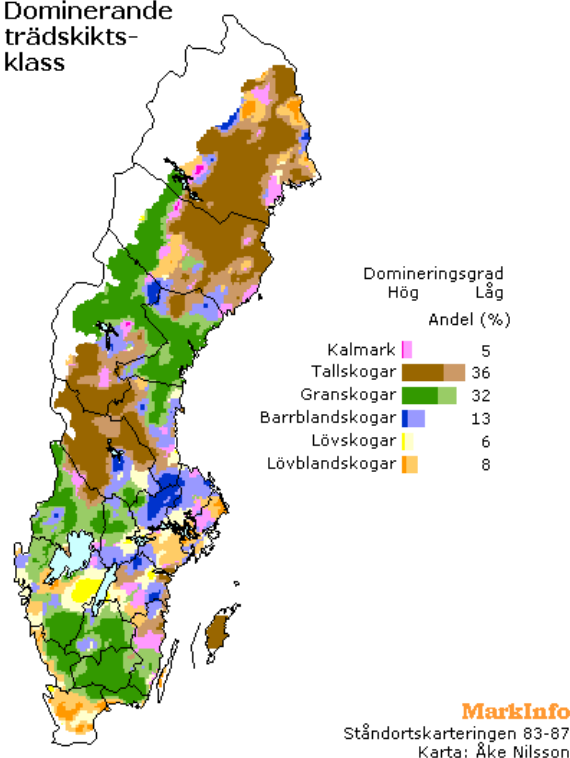 Dominerande
trädskikts-
klass
Domineringsgrad
Hög Låg
Andel (%)
Kalmark 5
Tallskogar 36
Granskogar 32
Barrblandskogar 13
Lövskogar 6
Lövblandskogar 8
MarkInfo
Ståndortskarteringen 83-87
Karta: Åke Nilsson